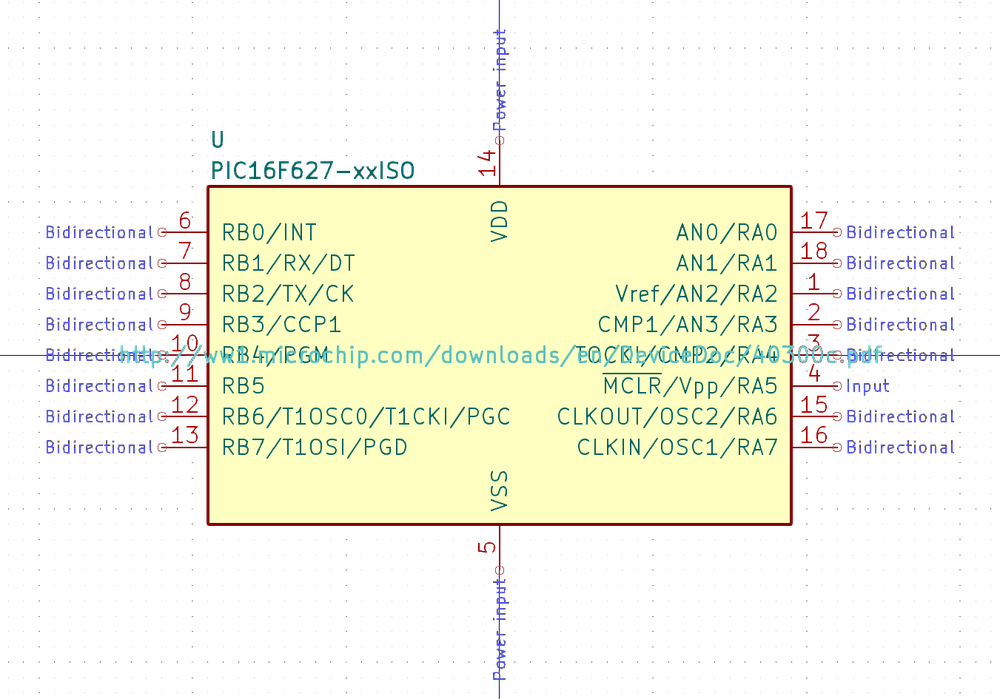 Power input
14
U
PIC16F627-xxISO
VDD
Bidirectional 6 RB0/INT AN0/RA0 17 Bidirectional
Bidirectional 7 RB1/RX/DT AN1/RA1 18 Bidirectional
Bidirectional 8 RB2/TX/CK Vref/AN2/RA2 1 Bidirectional
Bidirectional 9 RB3/CCP1 CMP1/AN3/RA3 2 Bidirectional
Bidirectional 10 RB4/PGM TOCKI/CMP2/RA4 3 Bidirectional
http://ww1.microchip.com/downloads/en/DeviceDoc/40300c.pdf
Bidirectional 11 RB5 MCLR/Vpp/RA5 4 Input
Bidirectional 12 RB6/T1OSC0/T1CKI/PGC CLKOUT/OSC2/RA6 15 Bidirectional
Bidirectional 13 RB7/T1OSI/PGD CLKIN/OSC1/RA7 16 Bidirectional
VSS
5
Power input